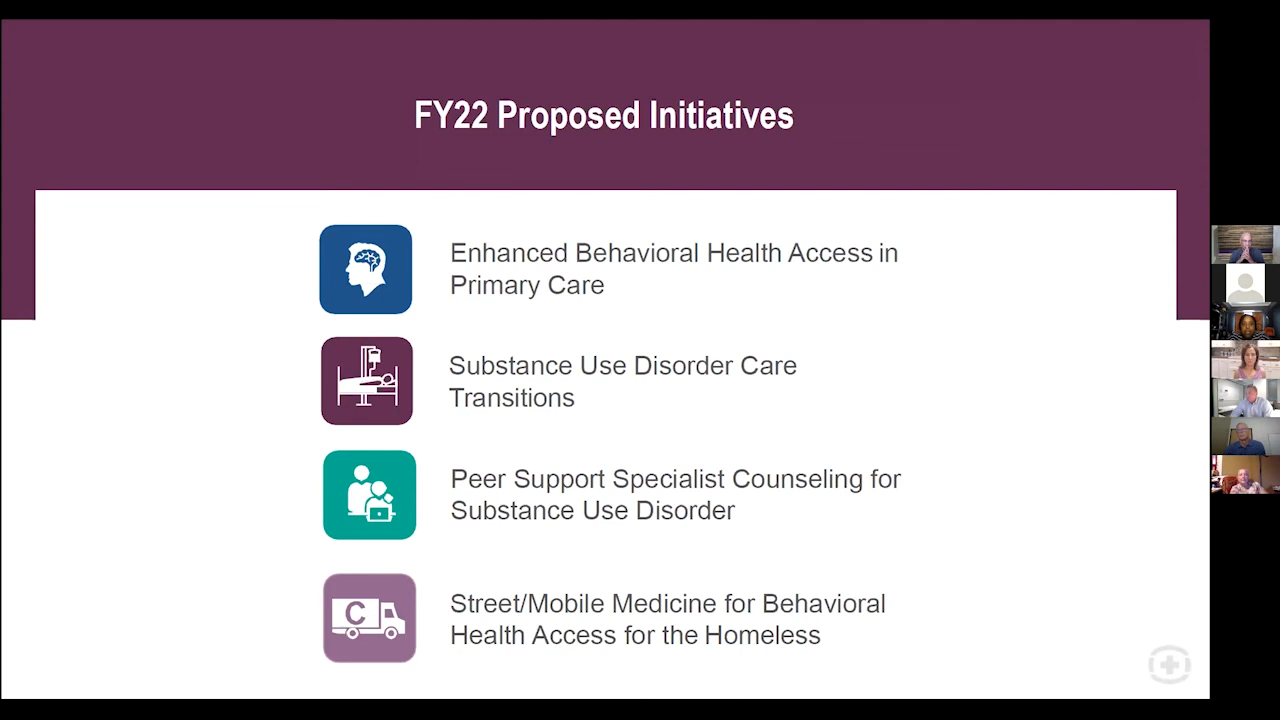 FY22 Proposed Initiatives
Enhanced Behavioral Health Access in
Primary Care
Substance Use Disorder Care
Transitions
Peer Support Specialist Counseling for
Substance Use Disorder
C
Street/Mobile Medicine for Behavioral
Health Access for the Homeless